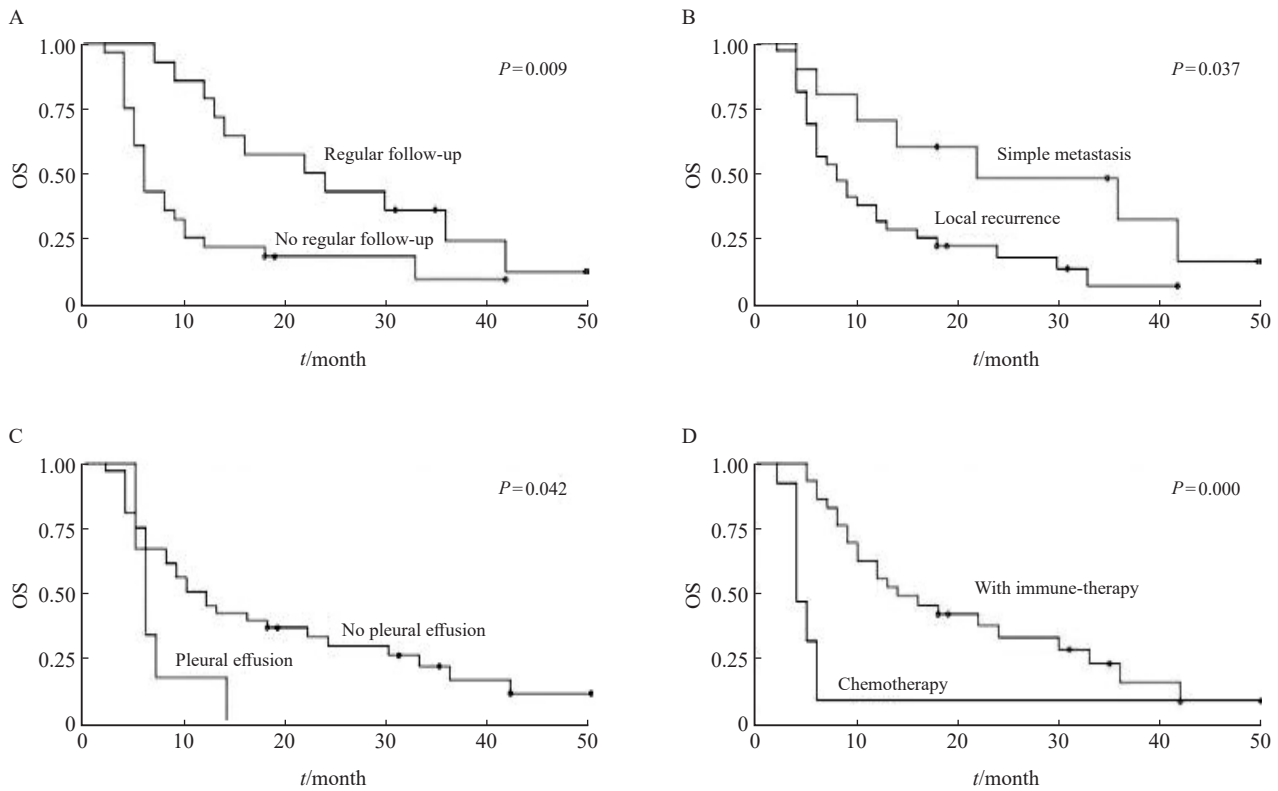 A
1.00
0.75
0.50
0.25
0
OS
P=0.009
Regular follow-up
No regular follow-up
0 10 20 30 40 50
t/month
B
1.00
0.75
0.50
0.25
0
OS
P=0.037
Simple metastasis
Local recurrence
0 10 20 30 40 50
t/month
C
1.00
0.75
0.50
0.25
0
OS
P=0.042
No pleural effusion
Pleural effusion
0 10 20 30 40 50
t/month
D
1.00
0.75
0.50
0.25
0
OS
P=0.000
With immune-therapy
Chemotherapy
0 10 20 30 40 50
t/month